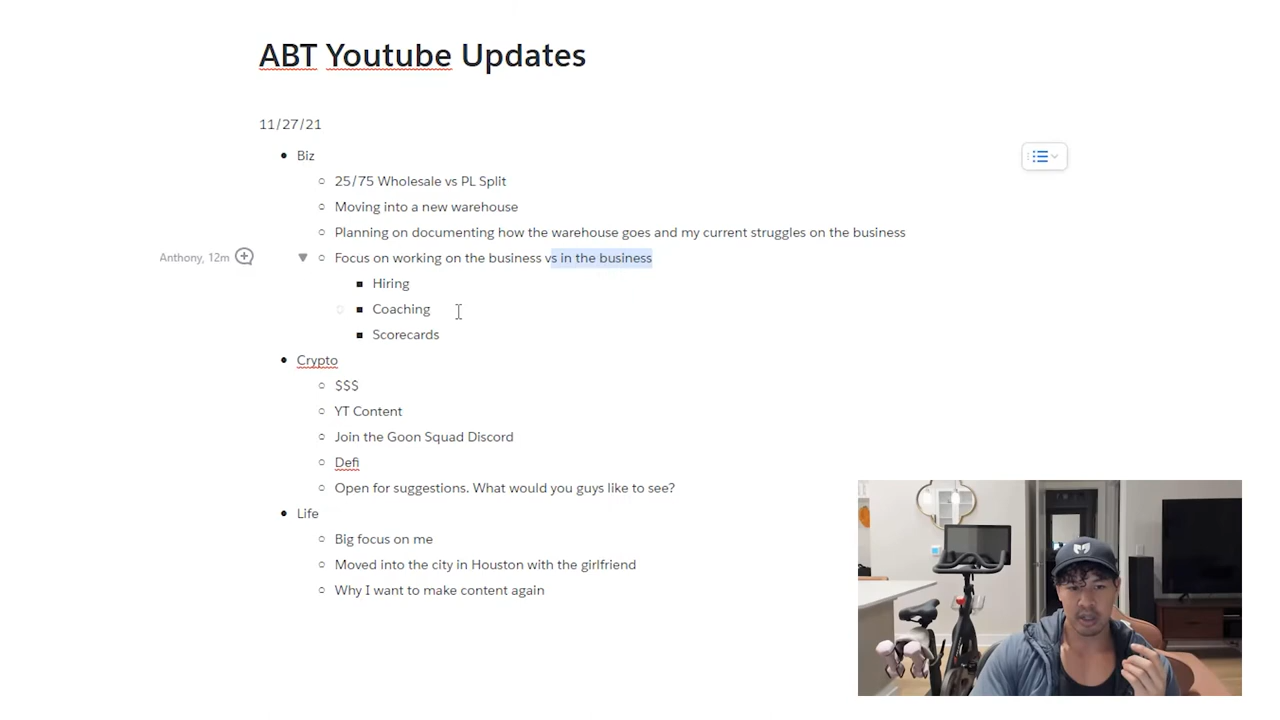 ABT Youtube Updates
11/27/21
Biz
25/75 Wholesale vs PL Split
Moving into a new warehouse
Planning on documenting how the warehouse goes and my current struggles on the business
Anthony, 12m
Focus on working on the business vs in the business
Hiring
Coaching
Scorecards
Crypto
$$$
YT Content
Join the Goon Squad Discord
Defi
Open for suggestions. What would you guys like to see?
Life
Big focus on me
Moved into the city in Houston with the girlfriend
Why I want to make content again